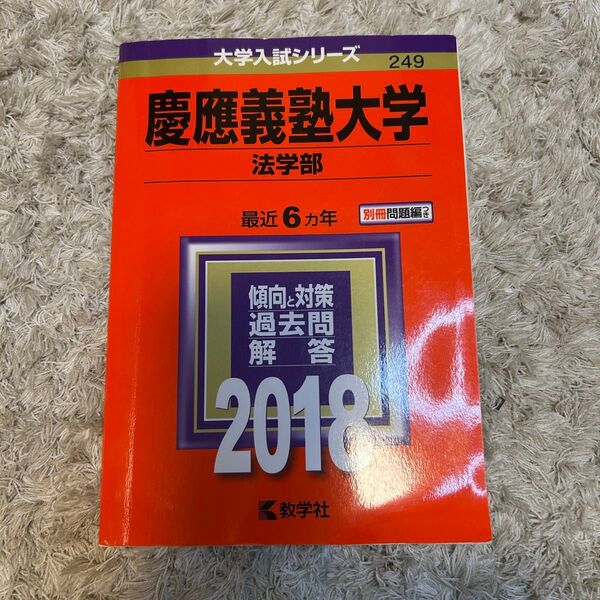 大学入試シリーズ
249
慶應義塾大学
法学部
最近6ヵ年
別冊問題編つき
傾向と対策
過去問
解答
2018
教学社